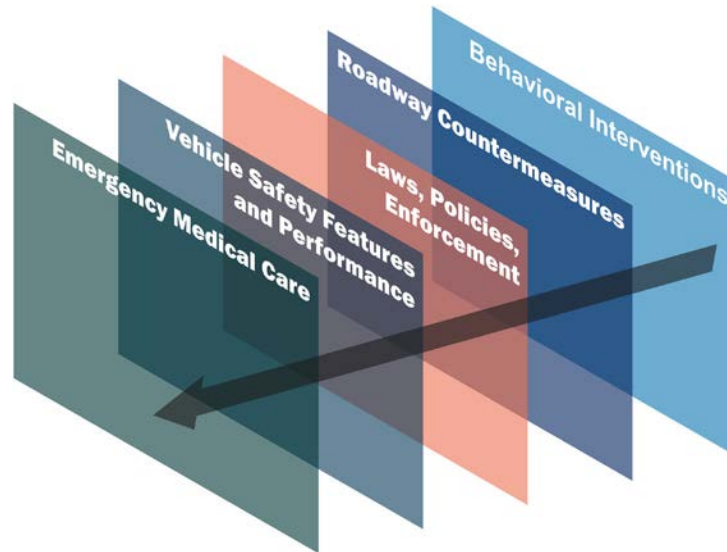 Behavioral Interventions
Roadway Countermeasures
Laws, Policies,
Enforcement
Vehicle Safety Features
and Performance
Emergency Medical Care